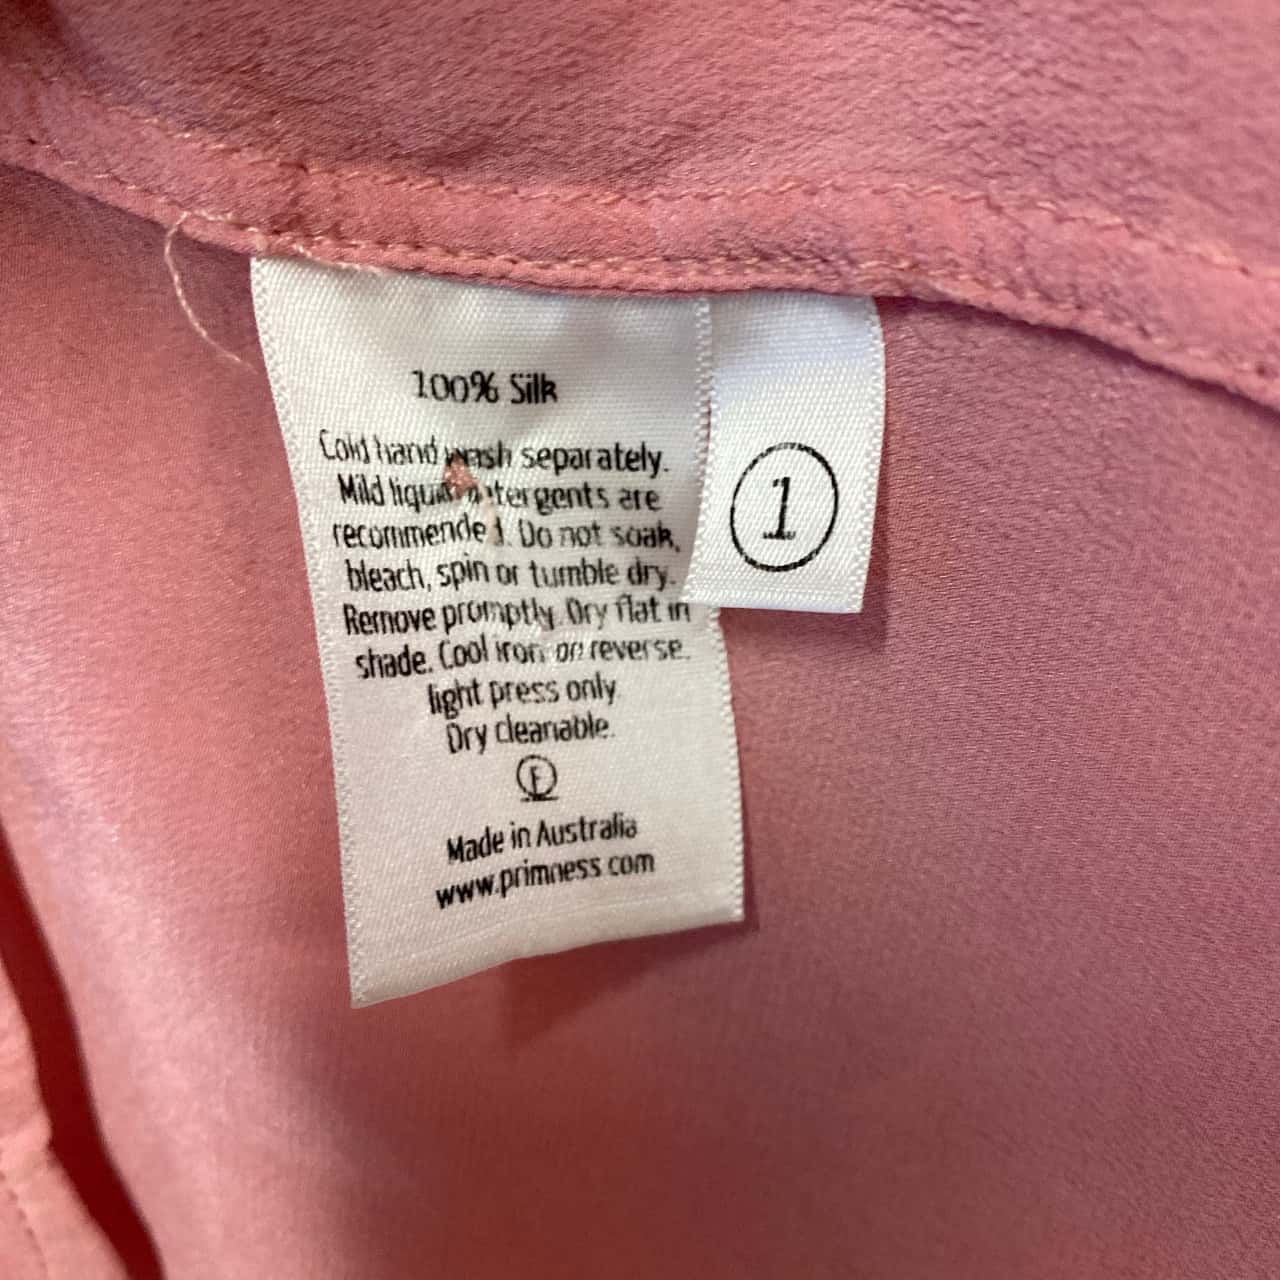 100% Silk
Cold hand wash separately.
Mild liquid detergents are
recommended. Do not soak,
bleach, spin or tumble dry.
Remove promptly. Dry flat in
shade. Cool iron on reverse.
light press only
Dry cleanable.
F
Made in Australia
www.primness.com
1